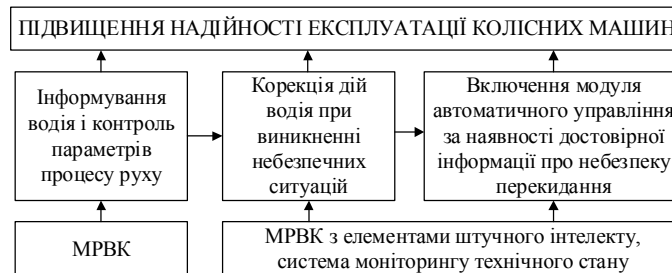 ПІДВИЩЕННЯ НАДІЙНОСТІ ЕКСПЛУАТАЦІЇ КОЛІСНИХ МАШИН
Інформування
водія і контроль
параметрів
процесу руху
Корекція дій
водія при
виникненні
небезпечних
ситуацій
Включення модуля
автоматичного управління
за наявності достовірної
інформації про небезпеку
перекидання
МРВК
МРВК з елементами штучного інтелекту,
система моніторингу технічного стану